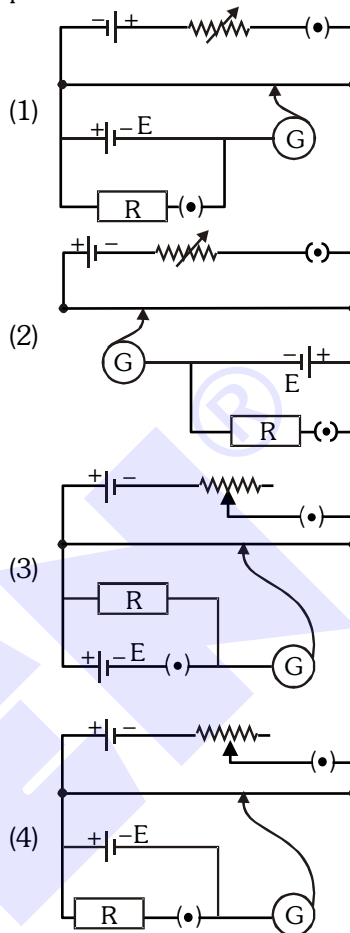 − + (•)
(1)
+ − E
G
R (•)
+ − (•)
(2)
G − +
E
R (•)
+ −
(•)
(3)
R
+ − E (•) G
+ −
(•)
(4)
+ − E
R (•) G
®